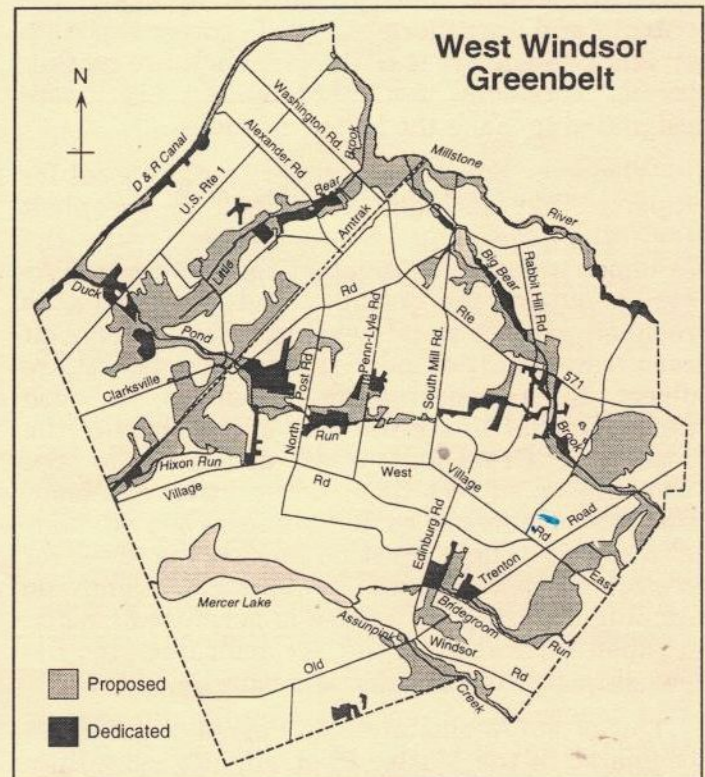 West Windsor
Greenbelt
N
Washington Rd.
Alexander Rd
Brook
Millstone
D & R Canal
U.S. Rte 1
Bear
Amtrak
River
Little
Duck
Big Bear
Rabbit Hill Rd
Rd
Pond
Penn-Lyle Rd
Rte
Post Rd
South Mill Rd.
571
Clarksville
North
Run
Brook
Hixon Run
West
Village
Village
Rd
Rd
Road
Edinburg Rd
Trenton
East
Mercer Lake
Bridegroom
Assunpink
Windsor
Run
Old
Rd
Creek
Proposed
Dedicated